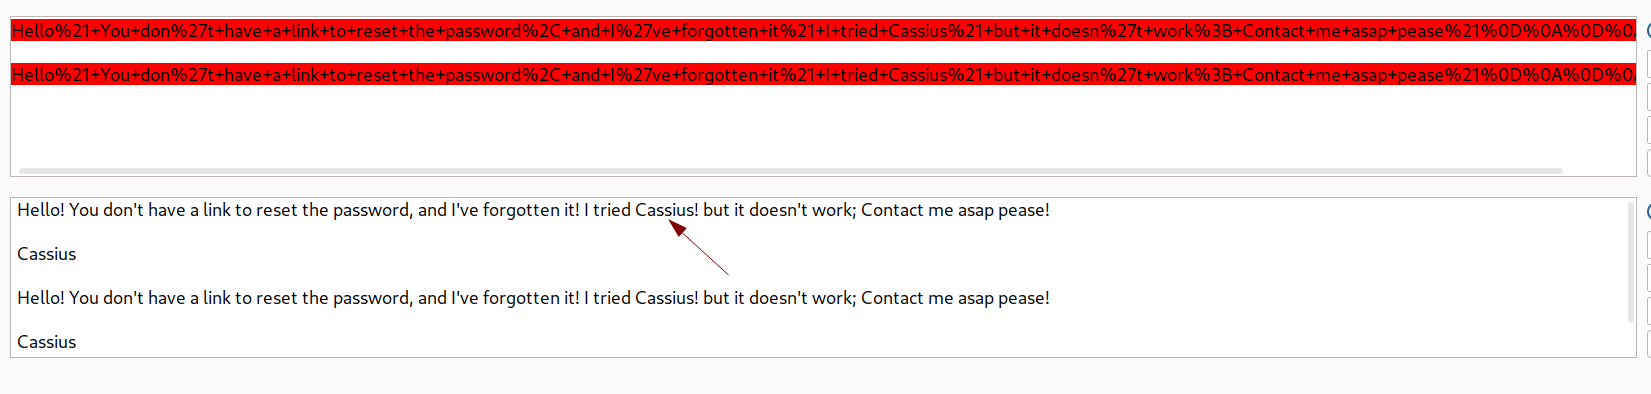 Hello%21+You+don%27t+have+a+link+to+reset+the+password%2C+and+I%27ve+forgotten+it%21+I+tried+Cassius%21+but+it+doesn%27t+work%3B+Contact+me+asap+pease%21%0D%0A%0D%0A
Hello%21+You+don%27t+have+a+link+to+reset+the+password%2C+and+I%27ve+forgotten+it%21+I+tried+Cassius%21+but+it+doesn%27t+work%3B+Contact+me+asap+pease%21%0D%0A%0D%0A
Hello! You don't have a link to reset the password, and I've forgotten it! I tried Cassius! but it doesn't work; Contact me asap pease!
Cassius
Hello! You don't have a link to reset the password, and I've forgotten it! I tried Cassius! but it doesn't work; Contact me asap pease!
Cassius